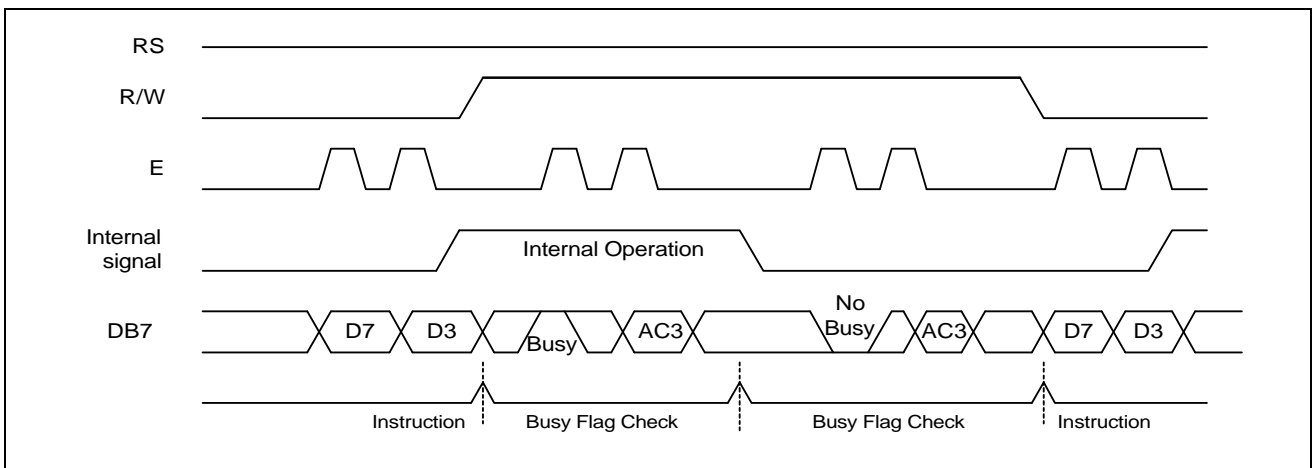 RS
R/W
E
Internal
signal
Internal Operation
DB7
D7
D3
Busy
AC3
No
Busy
AC3
D7
D3
Instruction
Busy Flag Check
Busy Flag Check
Instruction